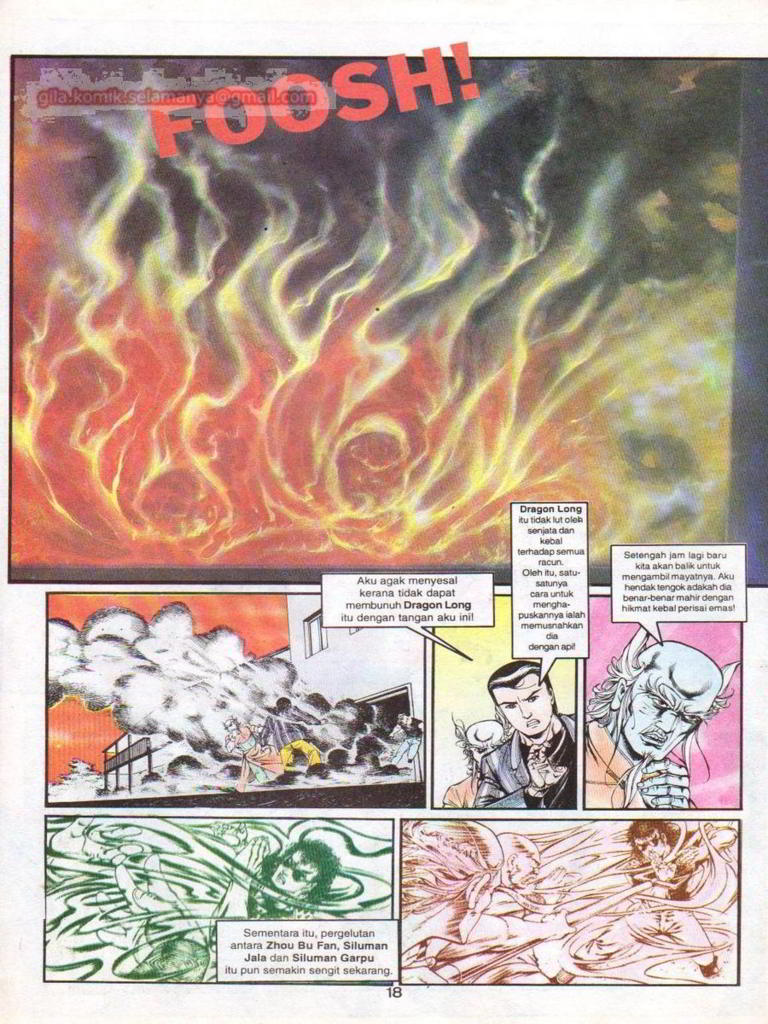 gila.komik.selamanya@gmail.com
FOOSH!
Aku agak menyesal
kerana tidak dapat
membunuh Dragon Long
itu dengan tangan aku ini!
Dragon Long
itu tidak lut oleh
senjata dan
kebal
terhadap semua
racun.
Oleh itu, satu-
satunya
cara untuk
mengha-
puskannya ialah
memusnahkan
dia
dengan api!
Setengah jam lagi baru
kita akan balik untuk
mengambil mayatnya. Aku
hendak tengok adakah dia
benar-benar mahir dengan
hikmat kebal perisai emas!
Sementara itu, pergelutan
antara Zhou Bu Fan, Siluman
Jala dan Siluman Garpu
itu pun semakin sengit sekarang.
18